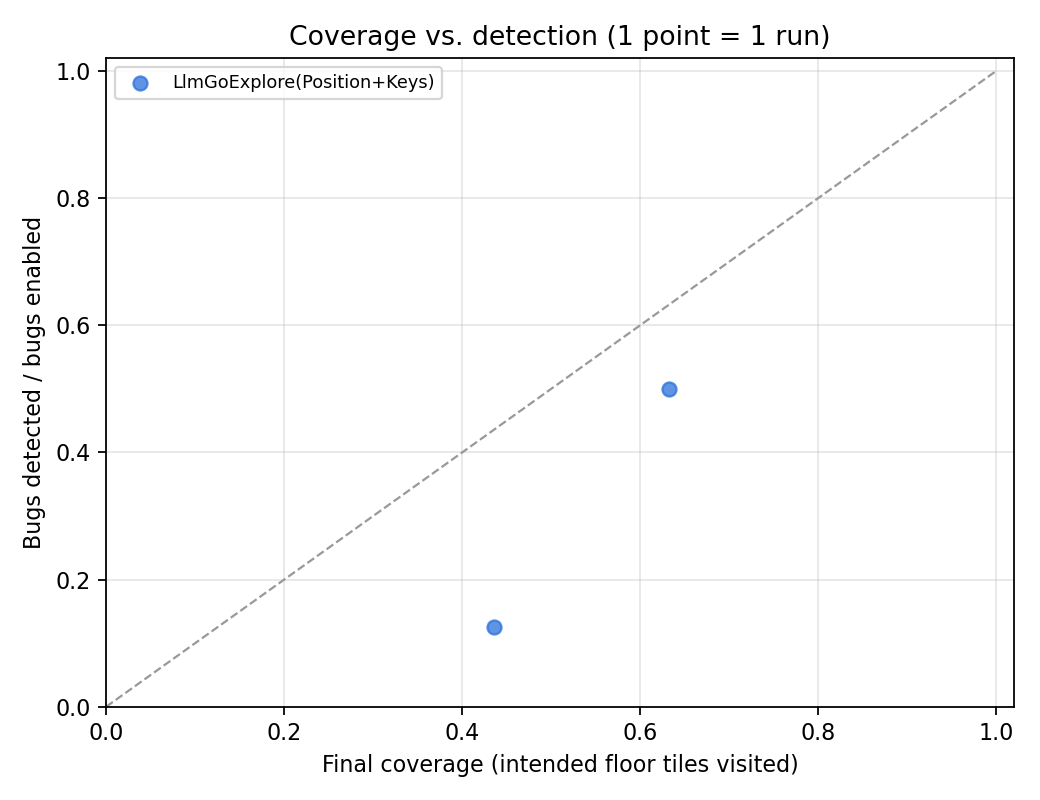 Coverage vs. detection (1 point = 1 run)
LlmGoExplore(Position+Keys)
Bugs detected / bugs enabled
1.0
0.8
0.6
0.4
0.2
0.0
0.0 0.2 0.4 0.6 0.8 1.0
Final coverage (intended floor tiles visited)